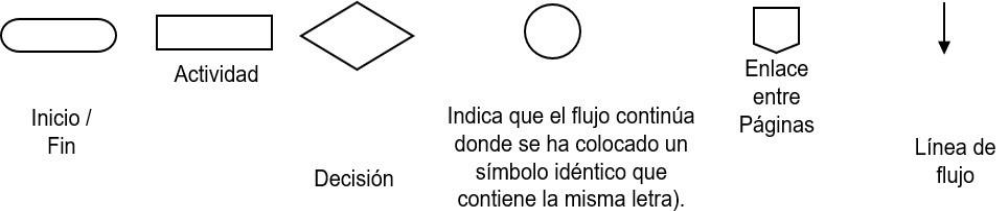 Inicio /
Fin
Actividad
Decisión
Indica que el flujo continúa
donde se ha colocado un
símbolo idéntico que
contiene la misma letra).
Enlace
entre
Páginas
Línea de
flujo